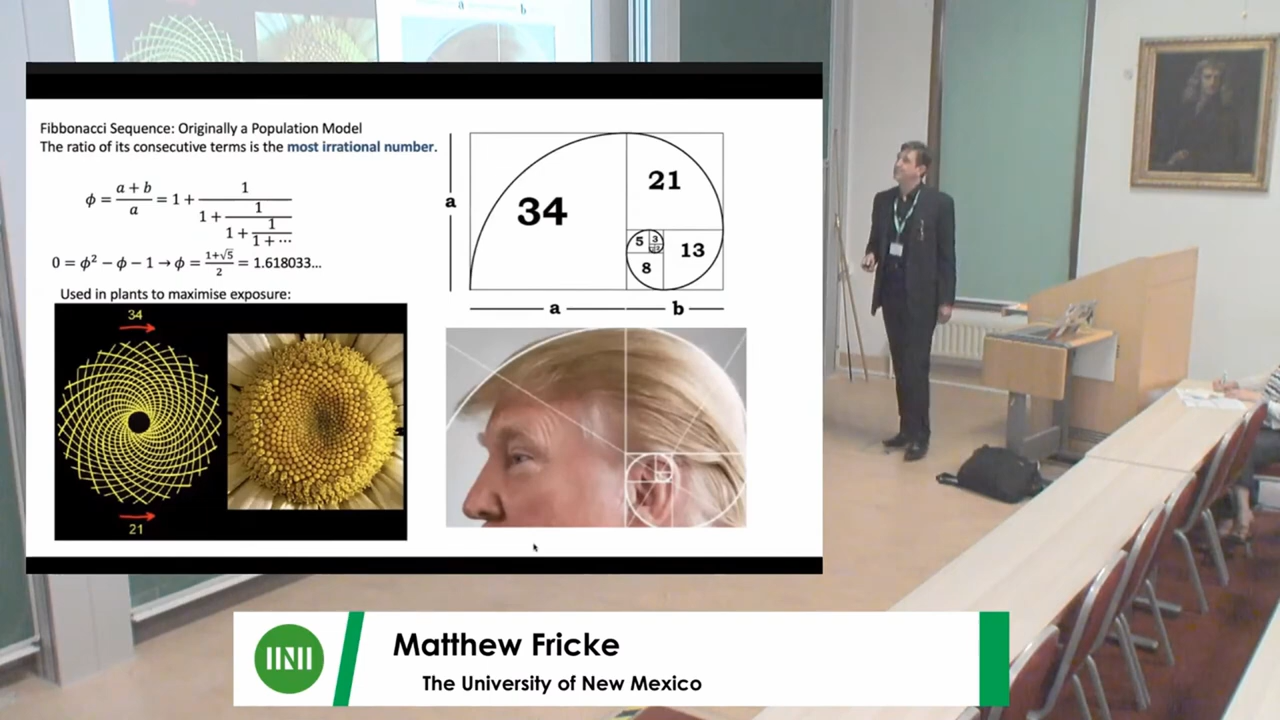 a
b
Fibbonacci Sequence: Originally a Population Model
The ratio of its consecutive terms is the most irrational number.
ϕ = (a + b)/a = 1 + 1/(1 + 1/(1 + 1/(1 + ⋯)))
0 = ϕ² − ϕ − 1 → ϕ = (1+√5)/2 = 1.618033...
Used in plants to maximise exposure:
34
21
a
34
21
5
3
13
8
a
b
INI
Matthew Fricke
The University of New Mexico